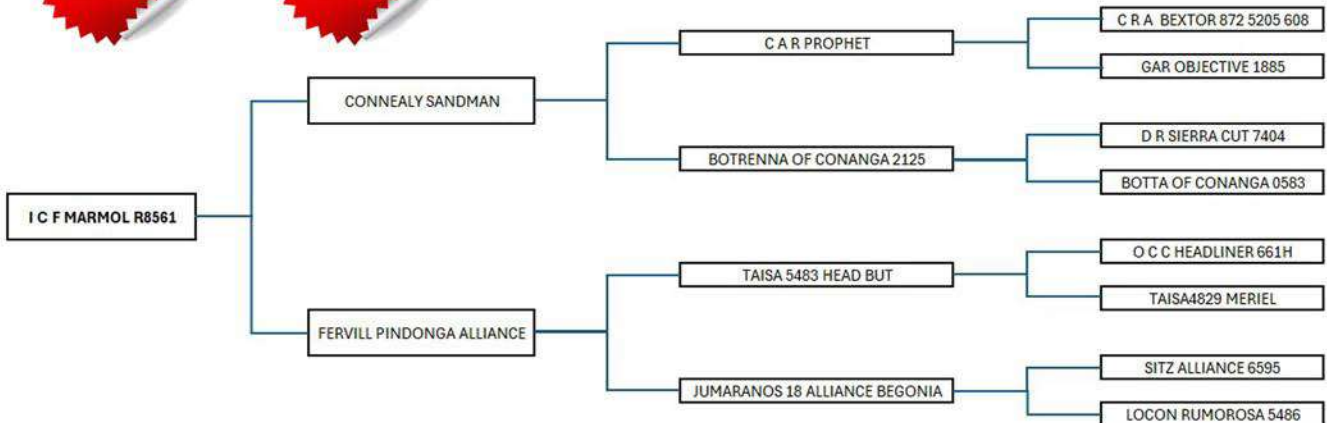 I C F MARMOL R8561
CONNEALY SANDMAN
FERVILL PINDONGA ALLIANCE
C A R PROPHET
BOTRENNA OF CONANGA 2125
TAISA 5483 HEAD BUT
JUMARANOS 18 ALLIANCE BEGONIA
C R A BEXTOR 872 5205 608
GAR OBJECTIVE 1885
D R SIERRA CUT 7404
BOTTA OF CONANGA 0583
O C C HEADLINER 661H
TAISA4829 MERIEL
SITZ ALLIANCE 6595
LOCON RUMOROSA 5486